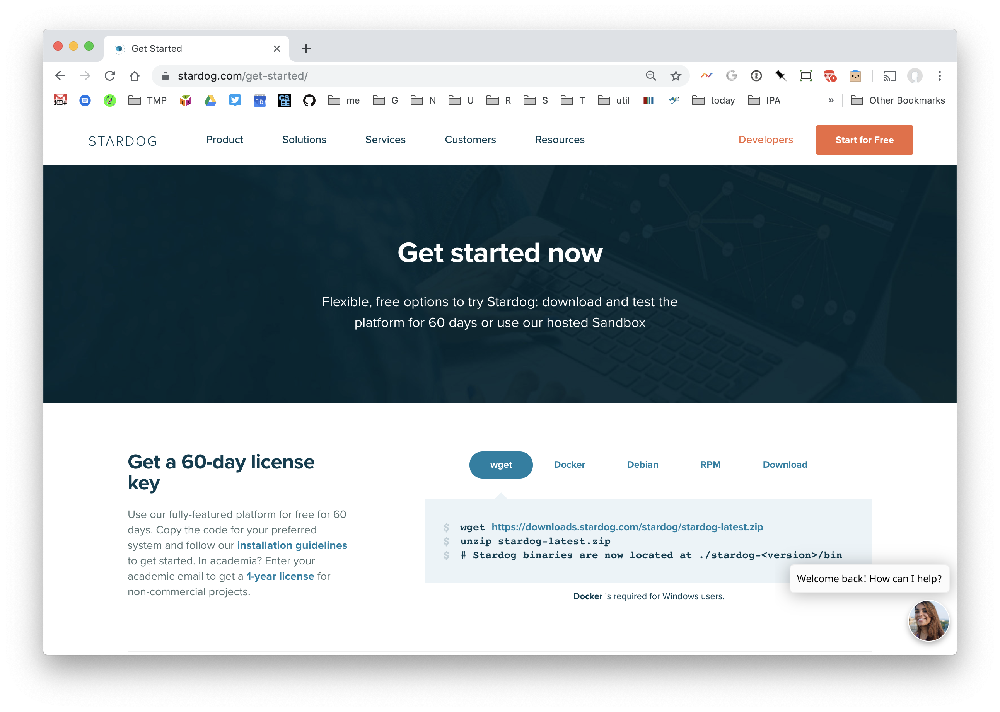 Get Started
stardog.com/get-started/
100+
TMP
16
CS
EE
me
G
N
U
R
S
T
util
today
IPA
»
Other Bookmarks
STARDOG
Product
Solutions
Services
Customers
Resources
Developers
Start for Free
Get started now
Flexible, free options to try Stardog: download and test the
platform for 60 days or use our hosted Sandbox
Get a 60-day license
key
Use our fully-featured platform for free for 60
days. Copy the code for your preferred
system and follow our installation guidelines
to get started. In academia? Enter your
academic email to get a 1-year license for
non-commercial projects.
wget
Docker
Debian
RPM
Download
$ wget https://downloads.stardog.com/stardog/stardog-latest.zip
$ unzip stardog-latest.zip
$ # Stardog binaries are now located at ./stardog-<version>/bin
Docker is required for Windows users.
Welcome back! How can I help?